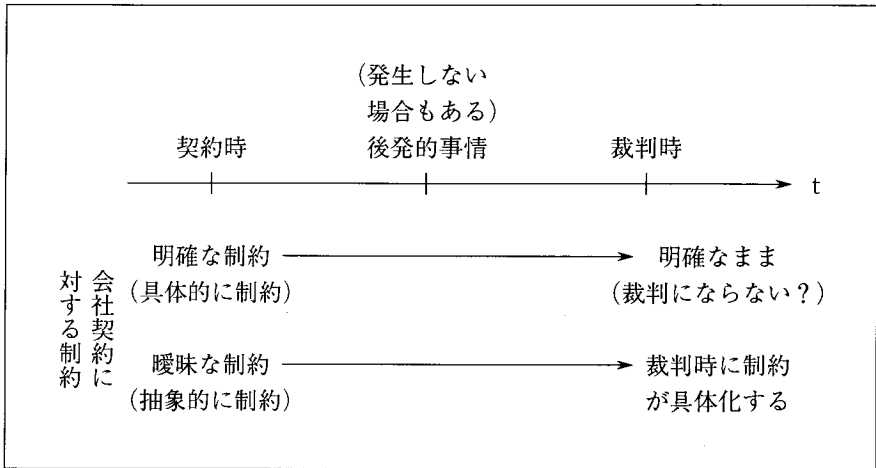 (発生しない
場合もある)
契約時 後発的事情 裁判時
t
明確な制約 明確なまま
(具体的に制約) (裁判にならない?)
会社契約に
対する制約
曖昧な制約 裁判時に制約
(抽象的に制約) が具体化する